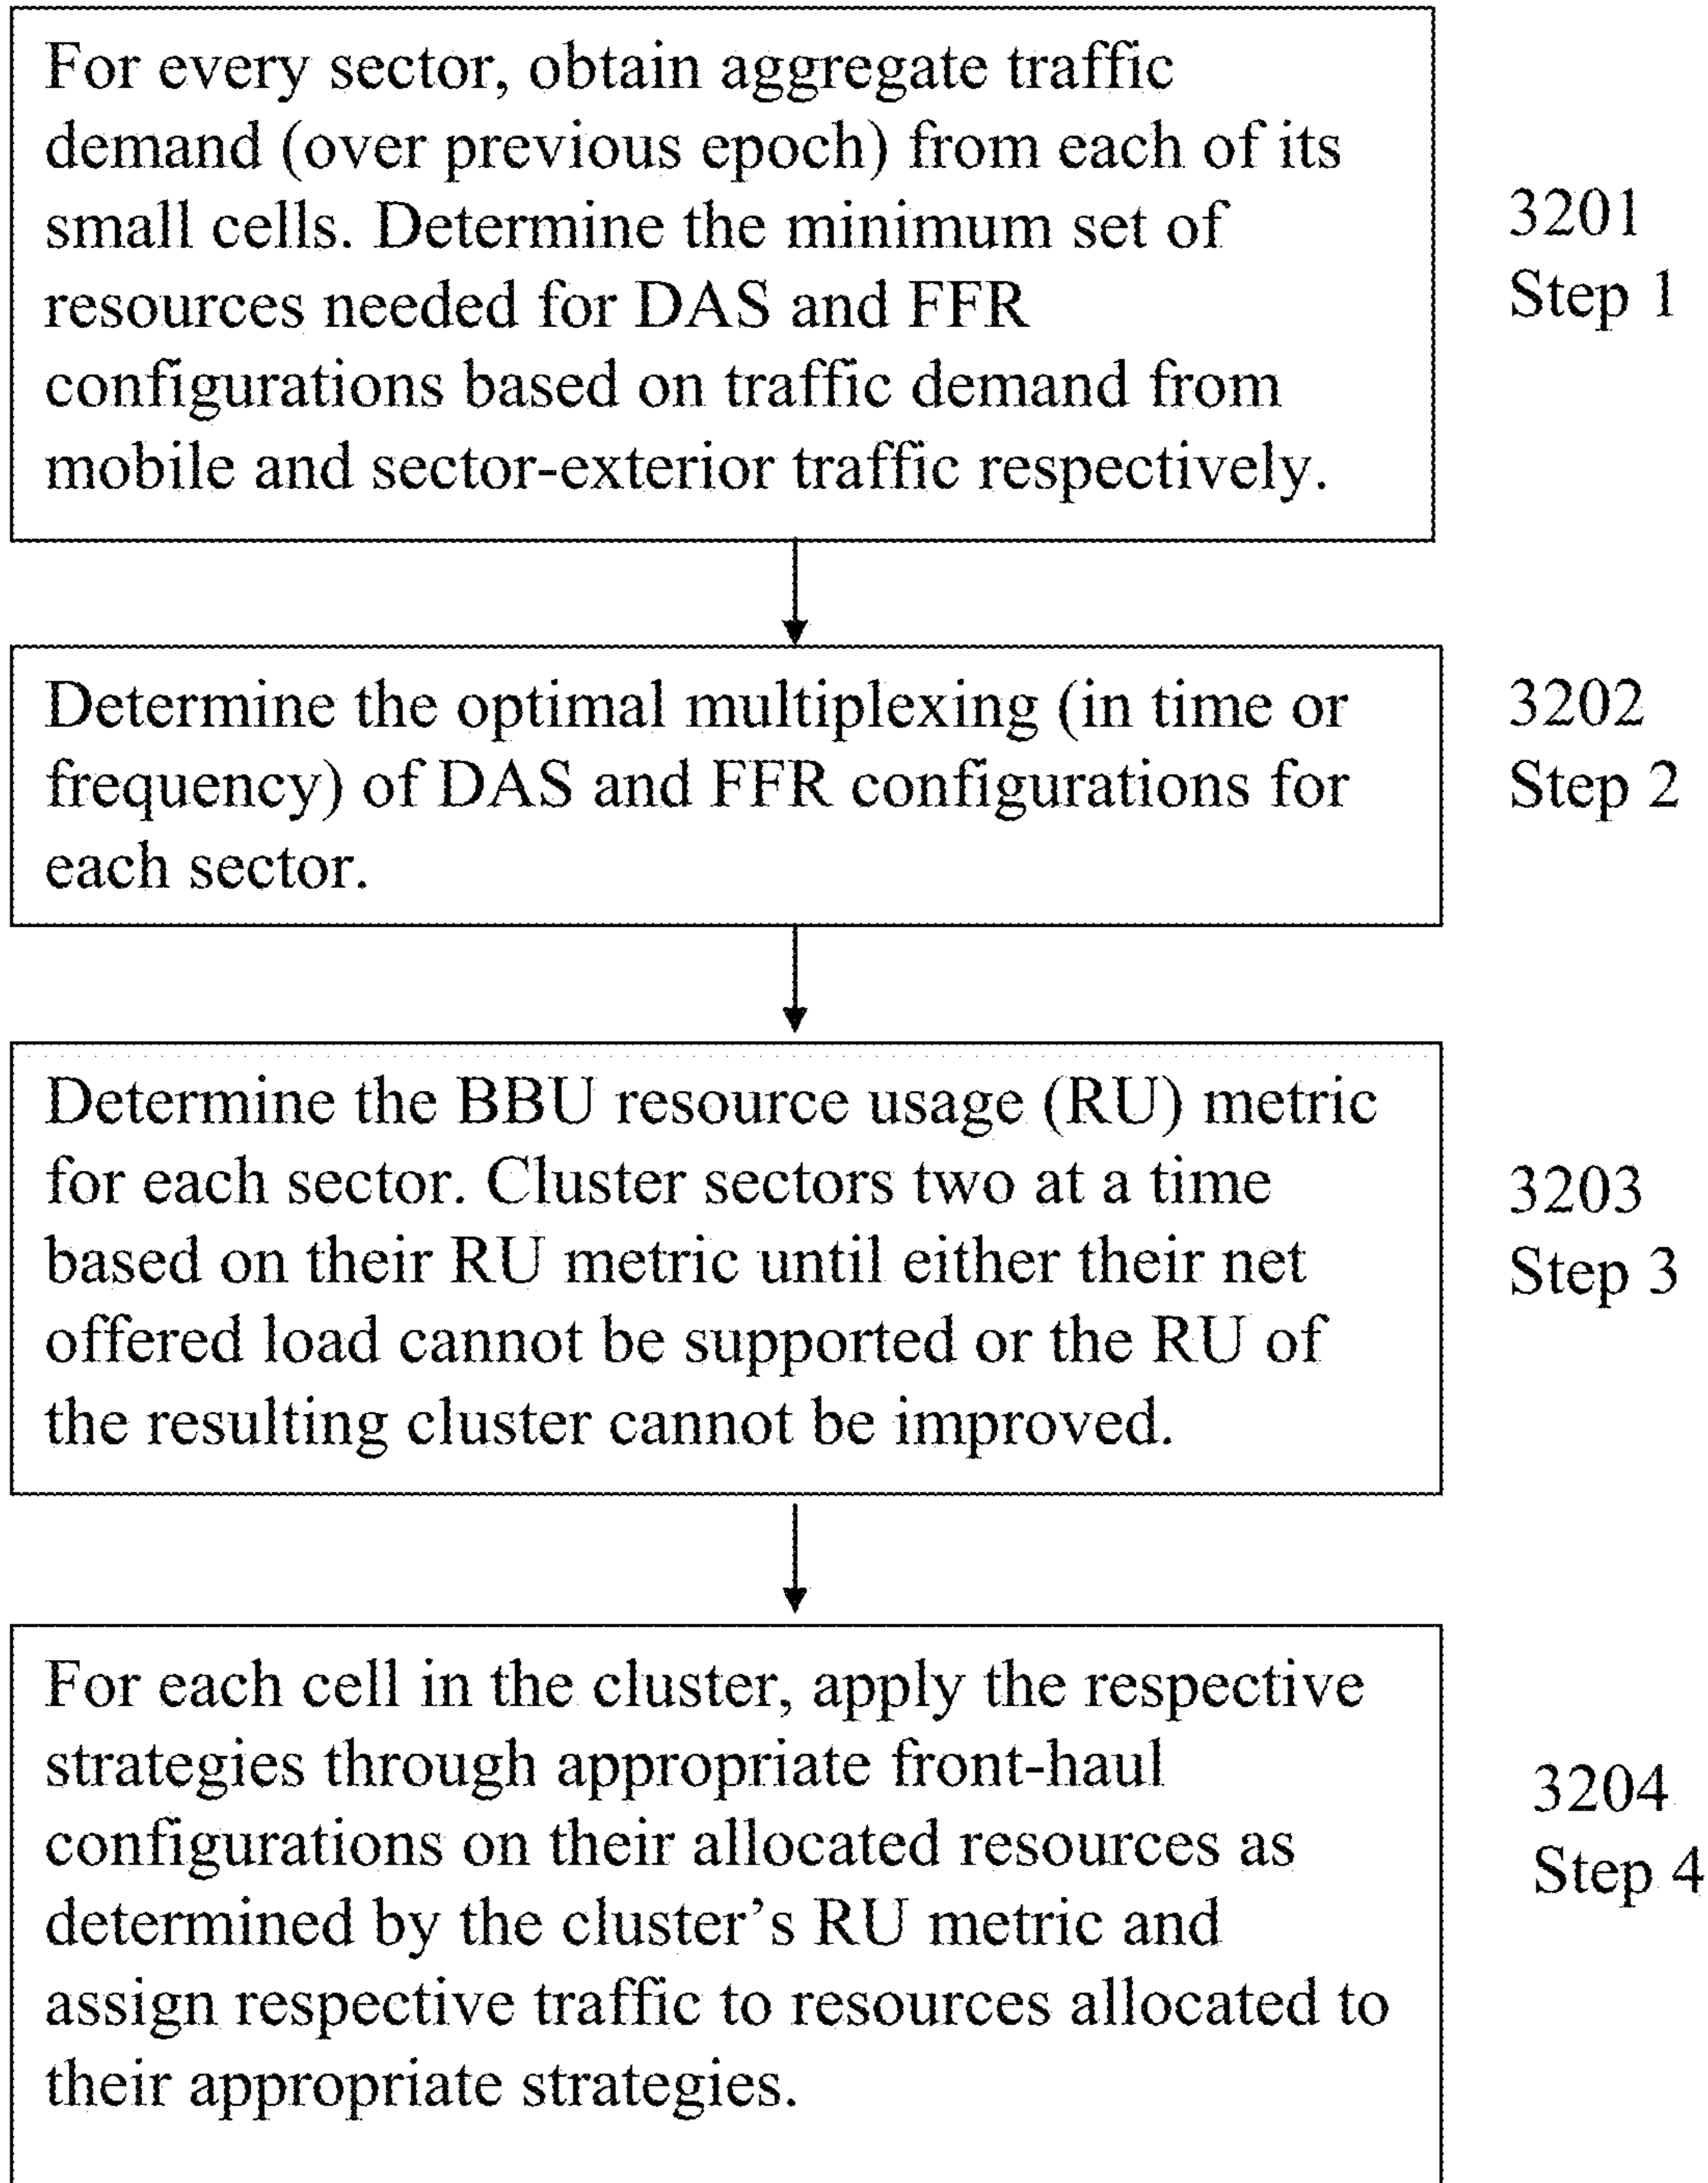 For every sector, obtain aggregate traffic
demand (over previous epoch) from each of its
small cells. Determine the minimum set of
resources needed for DAS and FFR
configurations based on traffic demand from
mobile and sector-exterior traffic respectively.
3201
Step 1
Determine the optimal multiplexing (in time or
frequency) of DAS and FFR configurations for
each sector.
3202
Step 2
Determine the BBU resource usage (RU) metric
for each sector. Cluster sectors two at a time
based on their RU metric until either their net
offered load cannot be supported or the RU of
the resulting cluster cannot be improved.
3203
Step 3
For each cell in the cluster, apply the respective
strategies through appropriate front-haul
configurations on their allocated resources as
determined by the cluster’s RU metric and
assign respective traffic to resources allocated to
their appropriate strategies.
3204
Step 4